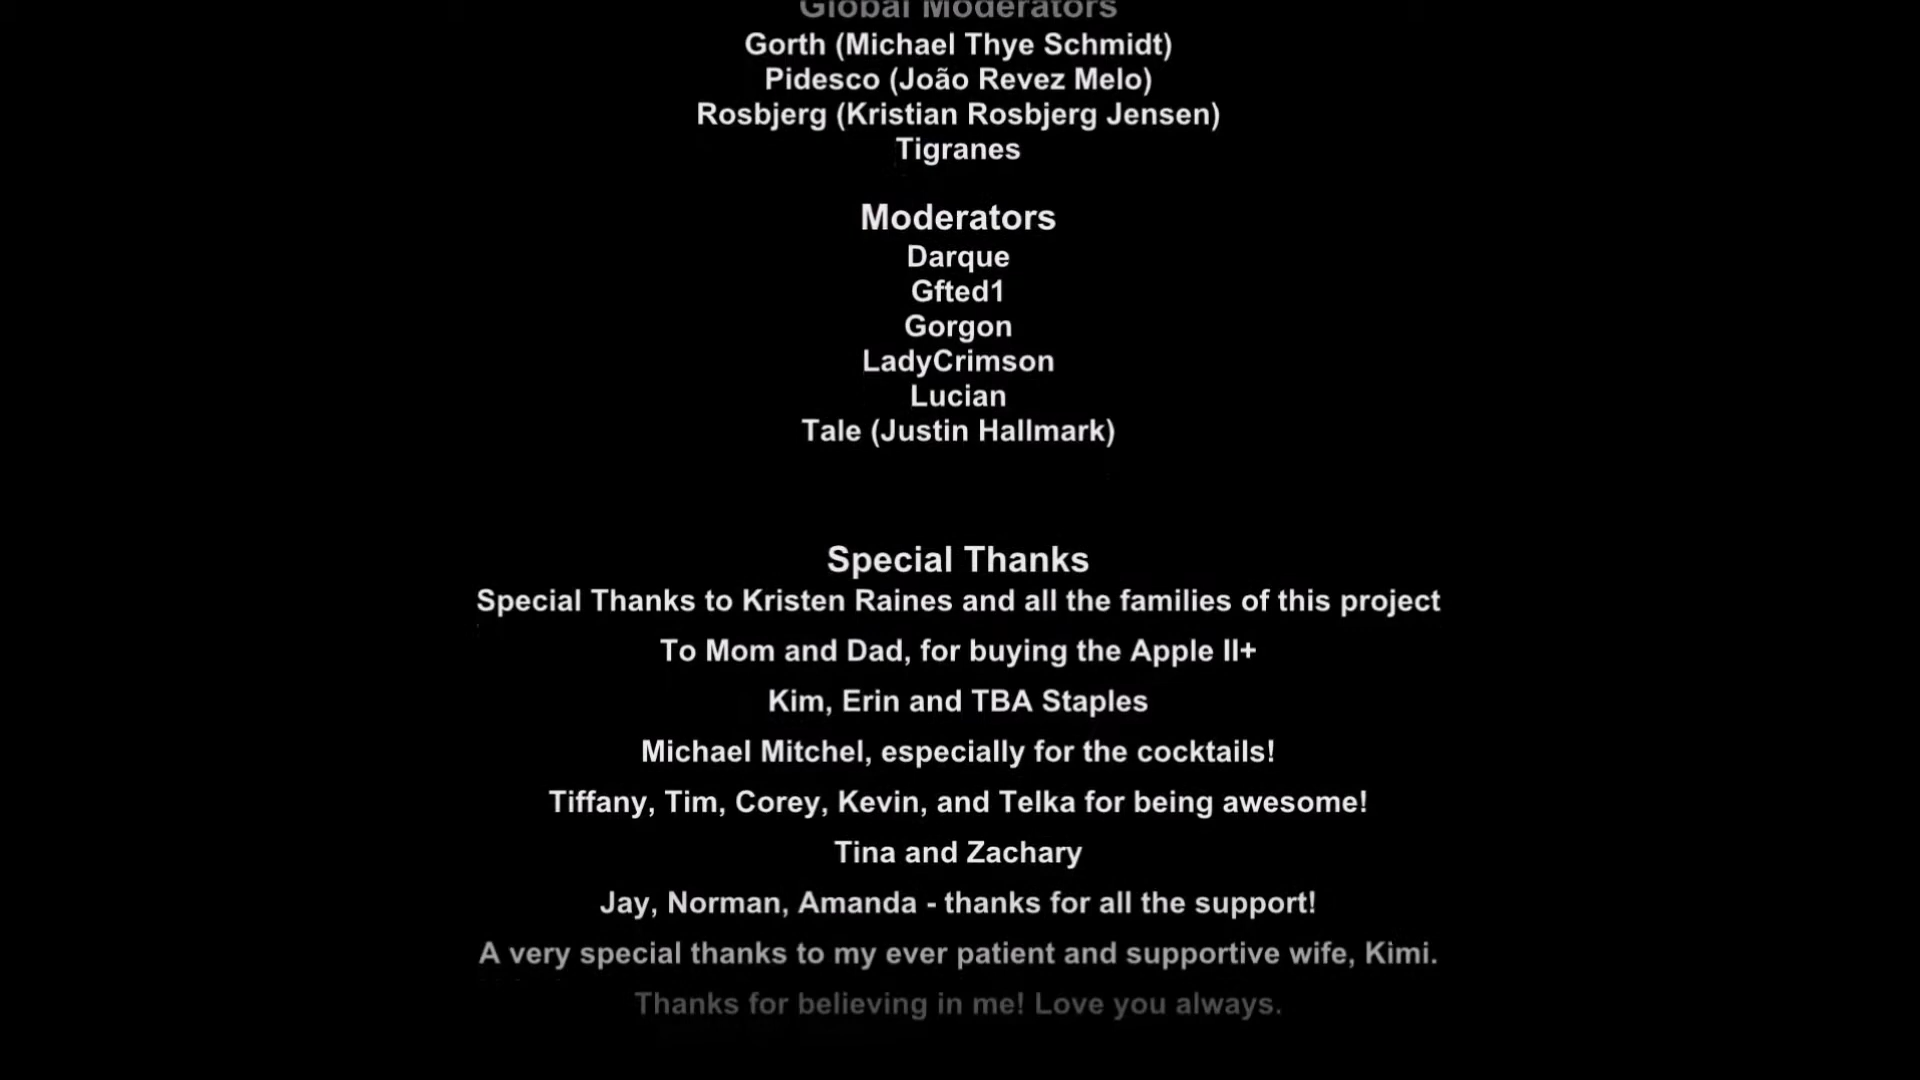 Global Moderators
Gorth (Michael Thye Schmidt)
Pidesco (João Revez Melo)
Rosbjerg (Kristian Rosbjerg Jensen)
Tigranes
Moderators
Darque
Gfted1
Gorgon
LadyCrimson
Lucian
Tale (Justin Hallmark)
Special Thanks
Special Thanks to Kristen Raines and all the families of this project
To Mom and Dad, for buying the Apple II+
Kim, Erin and TBA Staples
Michael Mitchel, especially for the cocktails!
Tiffany, Tim, Corey, Kevin, and Telka for being awesome!
Tina and Zachary
Jay, Norman, Amanda - thanks for all the support!
A very special thanks to my ever patient and supportive wife, Kimi.
Thanks for believing in me! Love you always.